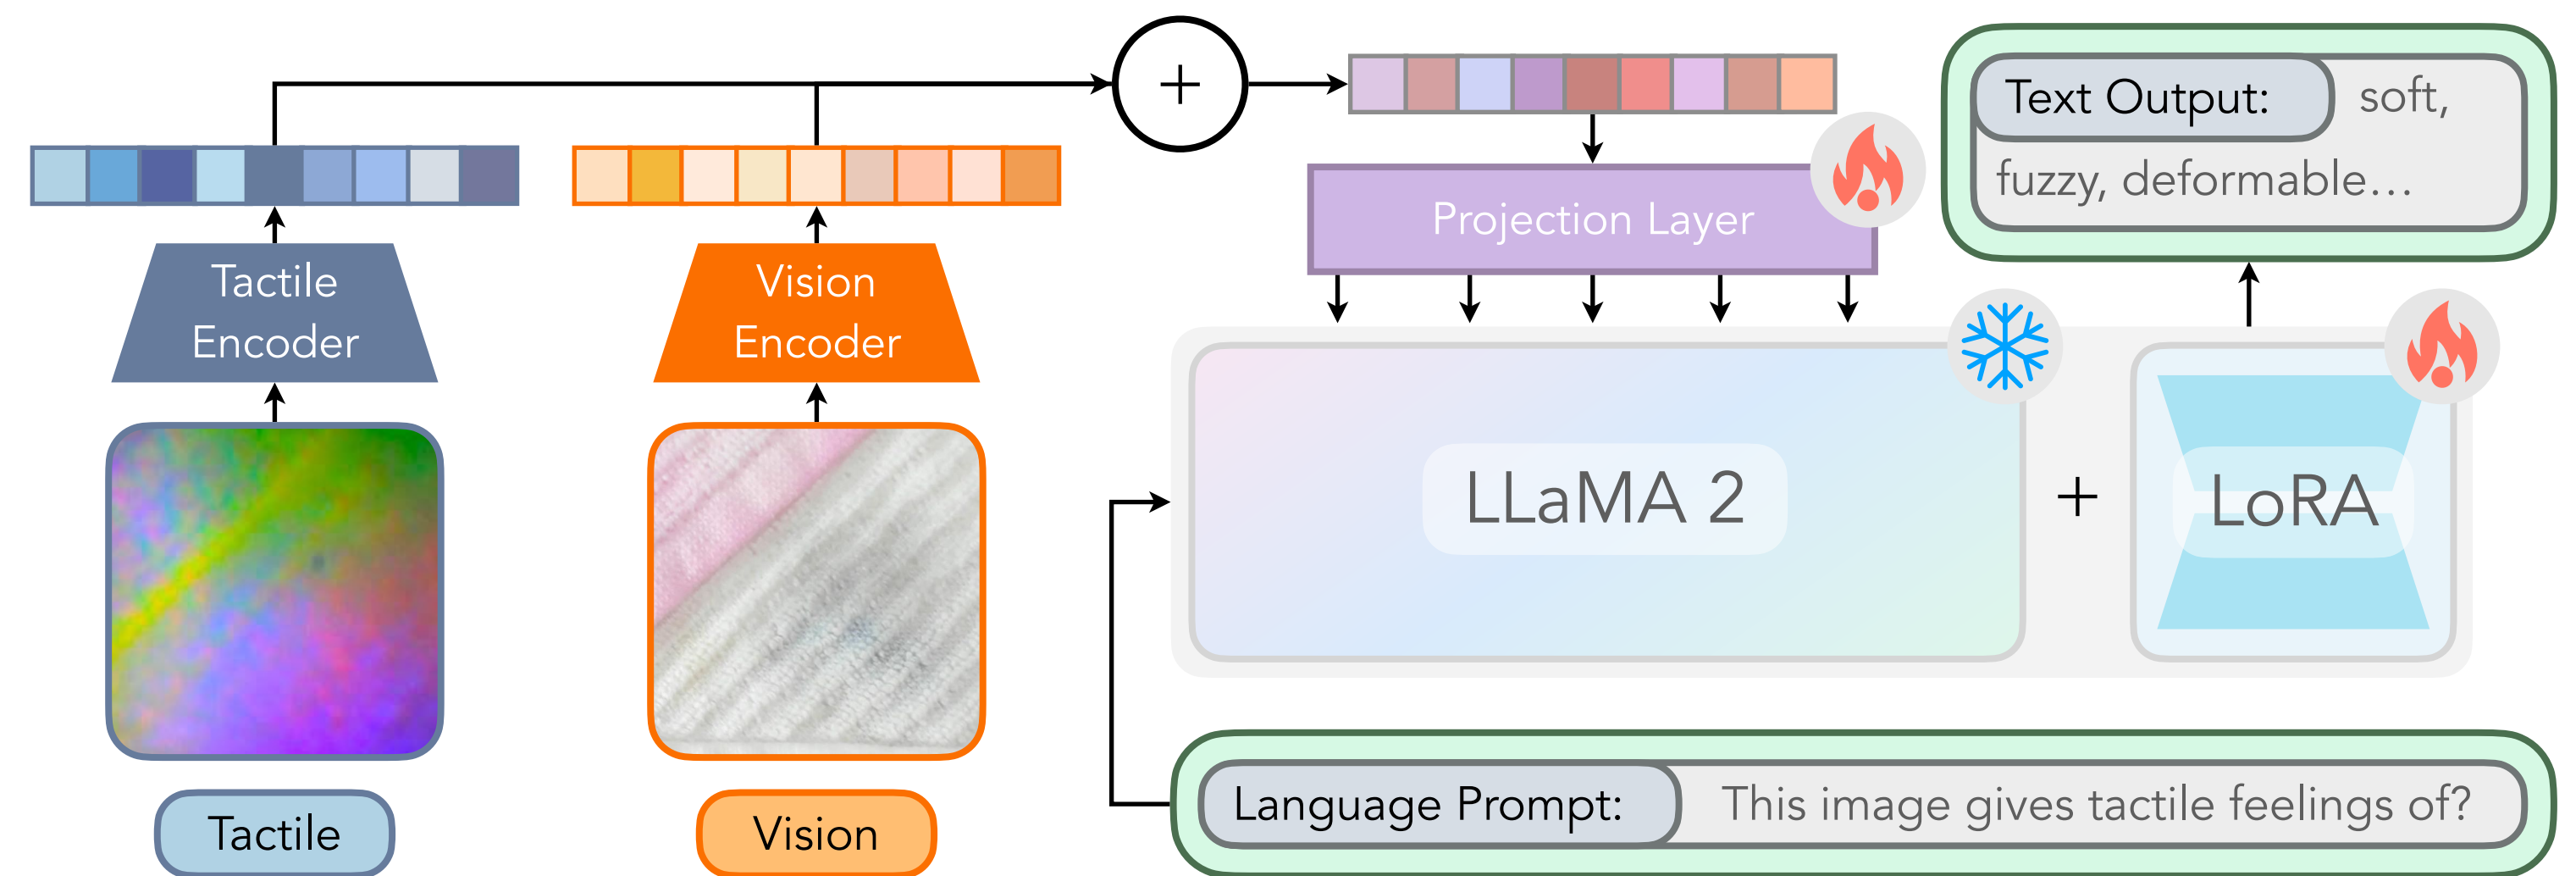 +
Tactile
Encoder
Vision
Encoder
Tactile
Vision
Projection Layer
LLaMA 2
+
LoRA
Text Output: soft,
fuzzy, deformable...
Language Prompt: This image gives tactile feelings of?